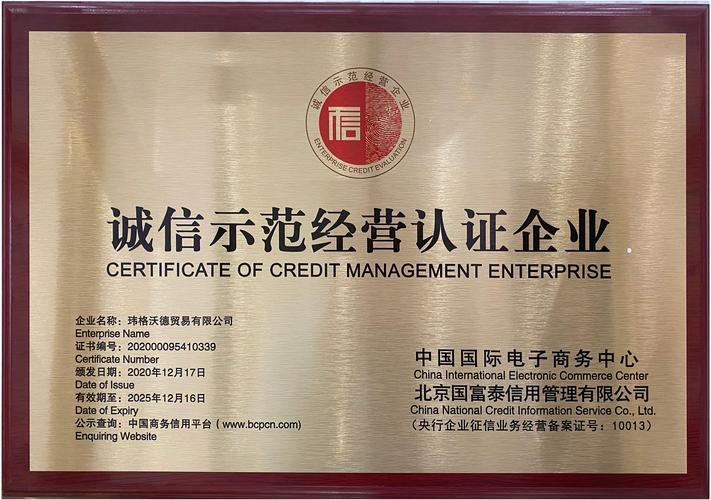 诚信示范经营企业
信
ENTERPRISE CREDIT EVALUATION
诚信示范经营认证企业
CERTIFICATE OF CREDIT MANAGEMENT ENTERPRISE
企业名称：玮格沃德贸易有限公司
Enterprise Name
证书编号：202000095410339
Certificate Number
颁发日期：2020年12月17日
Date of Issue
有效期至：2025年12月16日
Date of Expiry
公示查询：中国商务信用平台（www.bcpcn.com)
Enquiring Website
中国国际电子商务中心
China International Electronic Commerce Center
北京国富泰信用管理有限公司
China National Credit Information Service Co., Ltd.
（央行企业征信业务经营备案证号：10013）